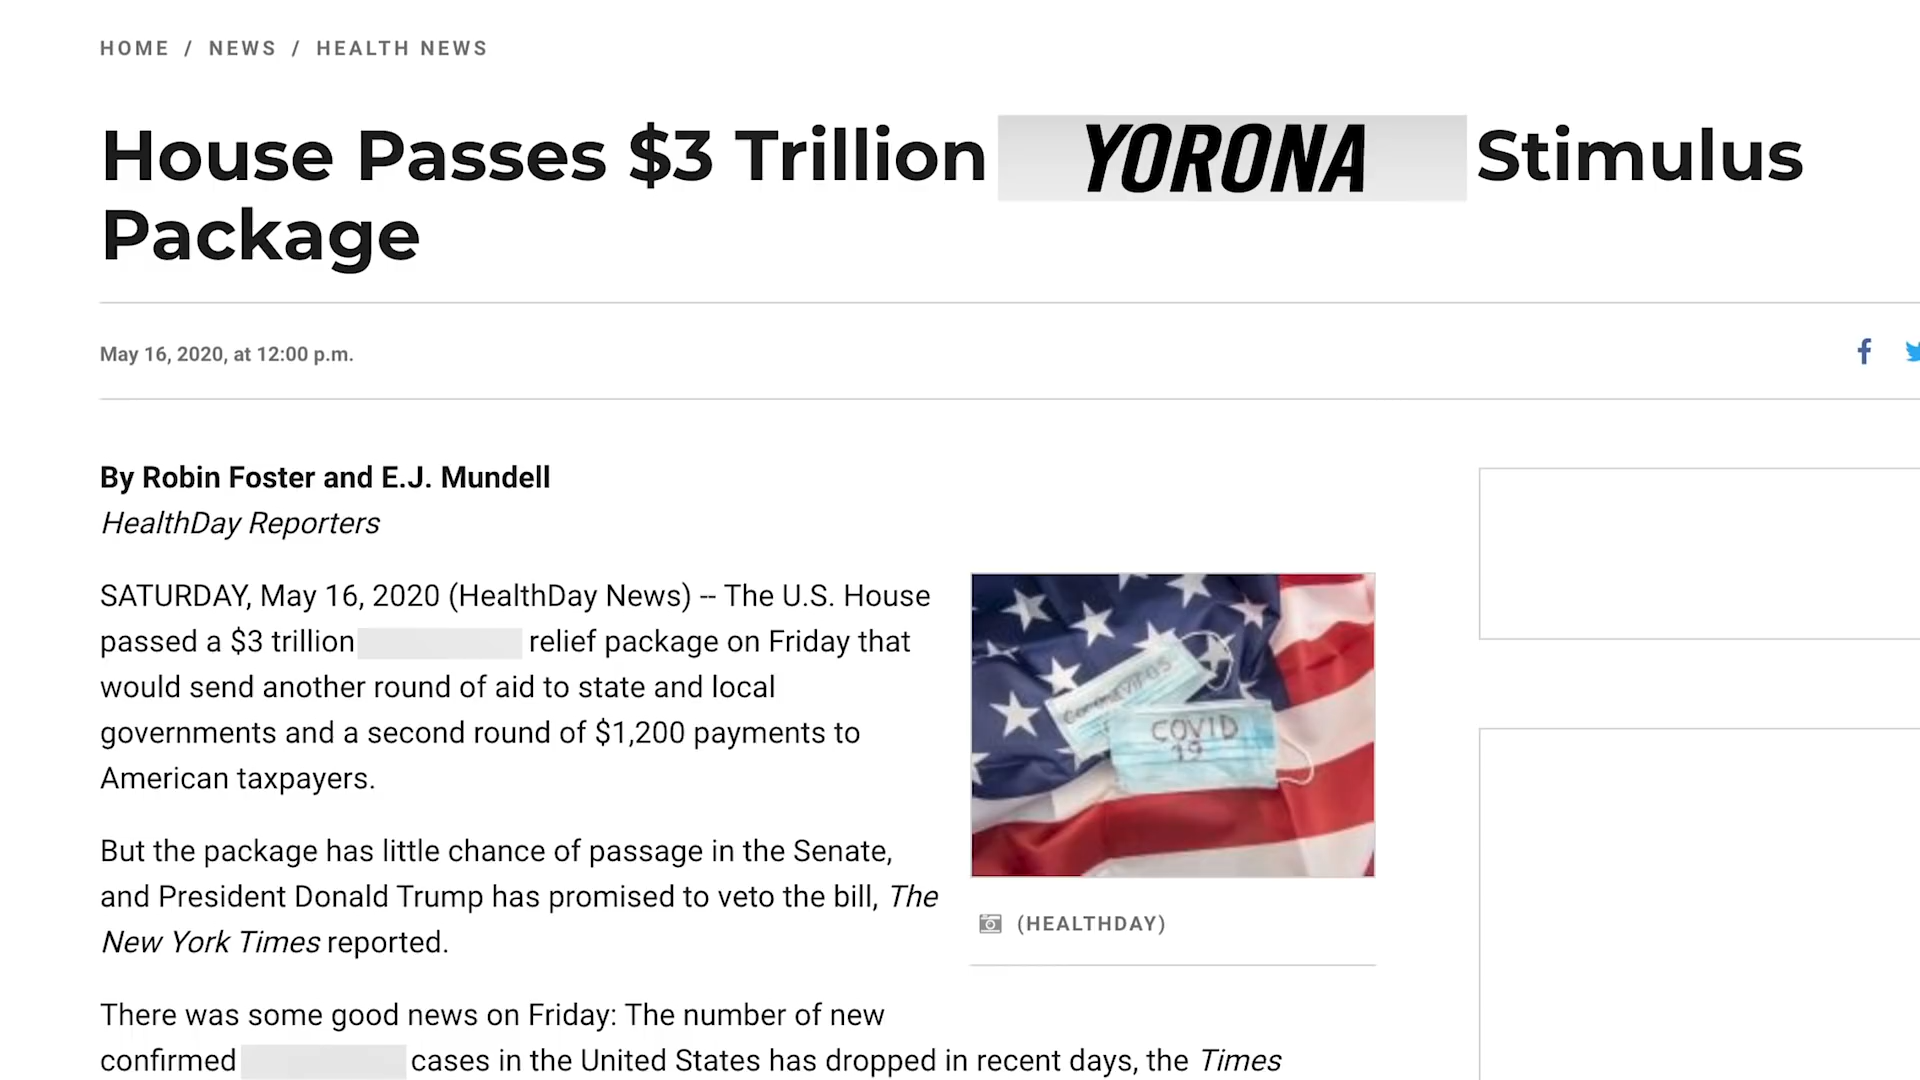 HOME / NEWS / HEALTH NEWS
House Passes $3 Trillion YORONA Stimulus
Package
May 16, 2020, at 12:00 p.m.
By Robin Foster and E.J. Mundell
HealthDay Reporters
SATURDAY, May 16, 2020 (HealthDay News) -- The U.S. House
passed a $3 trillion relief package on Friday that
would send another round of aid to state and local
governments and a second round of $1,200 payments to
American taxpayers.
But the package has little chance of passage in the Senate,
and President Donald Trump has promised to veto the bill, The
New York Times reported.
There was some good news on Friday: The number of new
confirmed cases in the United States has dropped in recent days, the Times
CORONAVIRUS
COVID
19
(HEALTHDAY)